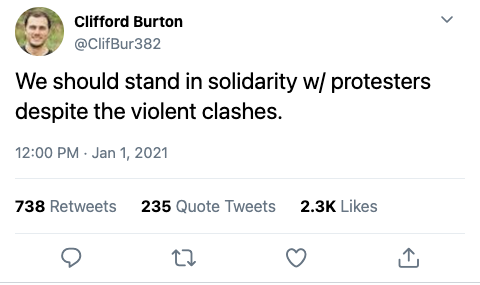 Clifford Burton
@ClifBur382
We should stand in solidarity w/ protesters
despite the violent clashes.
12:00 PM · Jan 1, 2021
738 Retweets 235 Quote Tweets 2.3K Likes